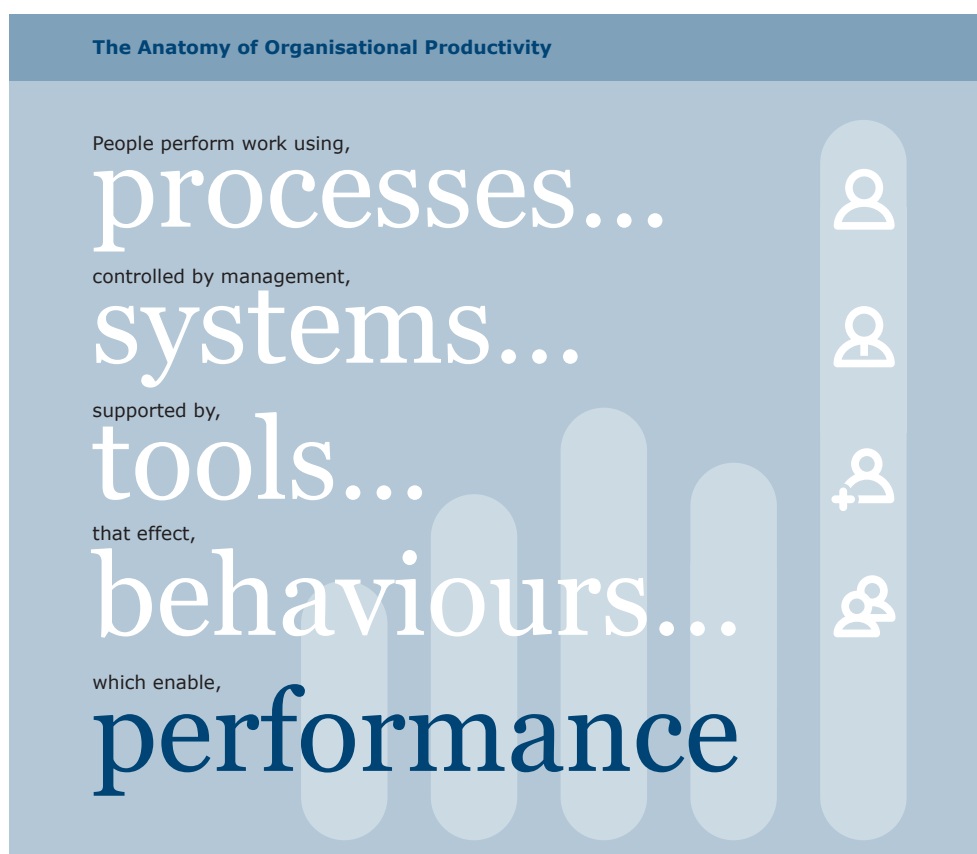 The Anatomy of Organisational Productivity
People perform work using,
processes...
controlled by management,
systems...
supported by,
tools...
that effect,
behaviours...
which enable,
performance